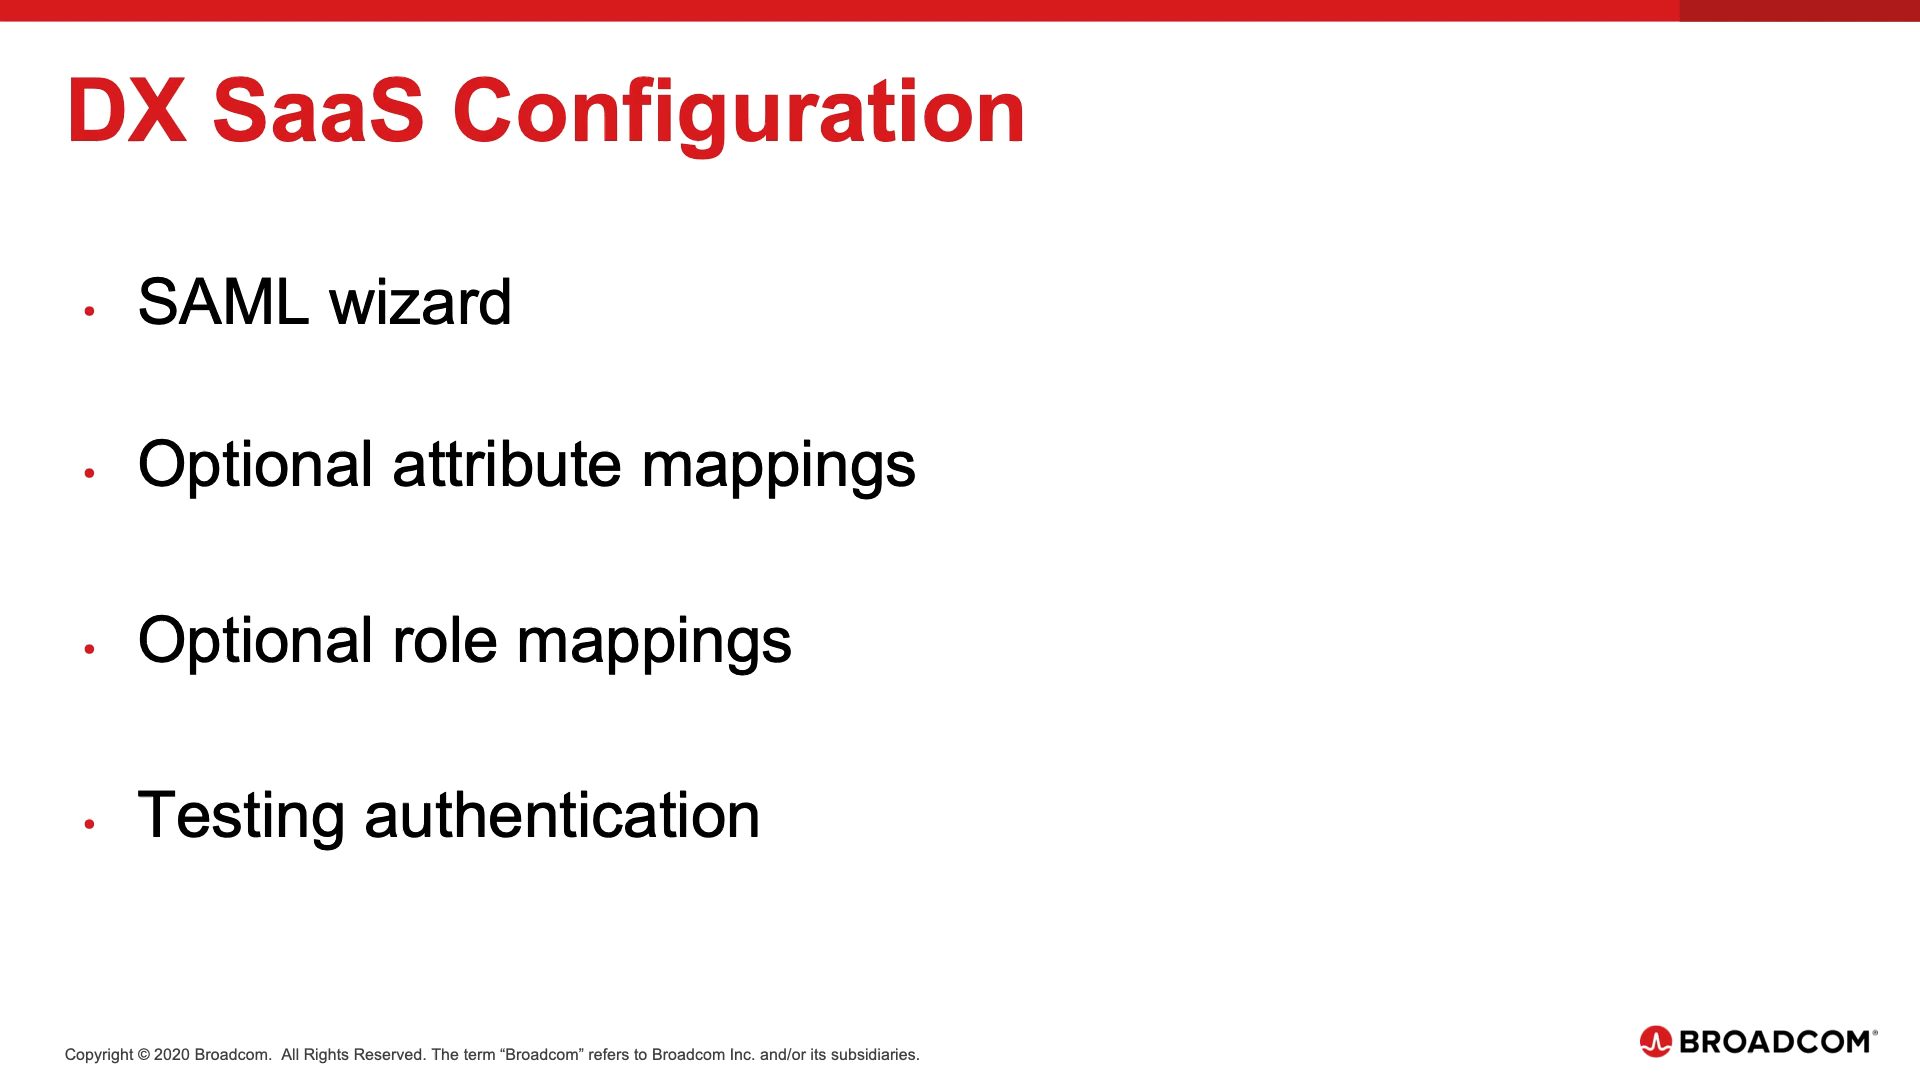 DX SaaS Configuration
• SAML wizard
• Optional attribute mappings
• Optional role mappings
• Testing authentication
Copyright © 2020 Broadcom.  All Rights Reserved. The term “Broadcom” refers to Broadcom Inc. and/or its subsidiaries.
BROADCOM®